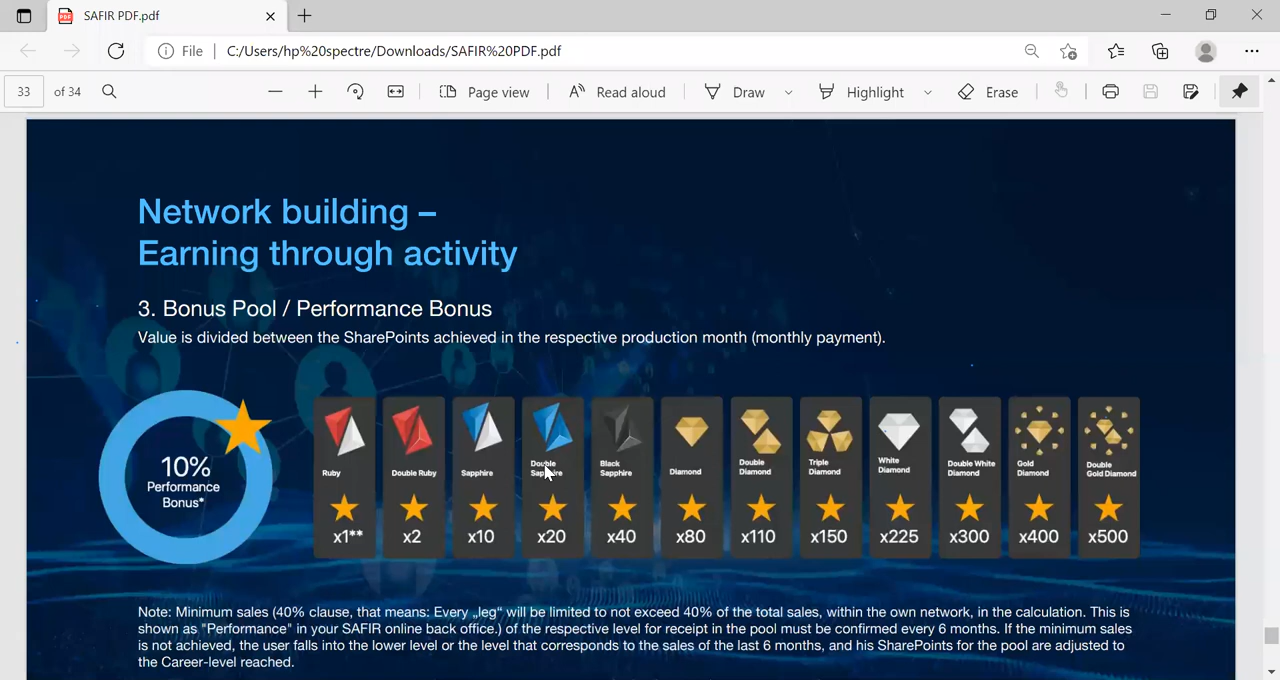 SAFIR PDF.pdf
File
C:/Users/hp%20spectre/Downloads/SAFIR%20PDF.pdf
33 of 34
Page view
Read aloud
Draw
Highlight
Erase
Network building –
Earning through activity
3. Bonus Pool / Performance Bonus
Value is divided between the SharePoints achieved in the respective production month (monthly payment).
10%
Performance
Bonus*
Ruby
x1**
Double Ruby
x2
Sapphire
x10
Double
Sapphire
x20
Black
Sapphire
x40
Diamond
x80
Double
Diamond
x110
Triple
Diamond
x150
White
Diamond
x225
Double White
Diamond
x300
Gold
Diamond
x400
Double
Gold Diamond
x500
Note: Minimum sales (40% clause, that means: Every „leg“ will be limited to not exceed 40% of the total sales, within the own network, in the calculation. This is
shown as "Performance" in your SAFIR online back office.) of the respective level for receipt in the pool must be confirmed every 6 months. If the minimum sales
is not achieved, the user falls into the lower level or the level that corresponds to the sales of the last 6 months, and his SharePoints for the pool are adjusted to
the Career-level reached.